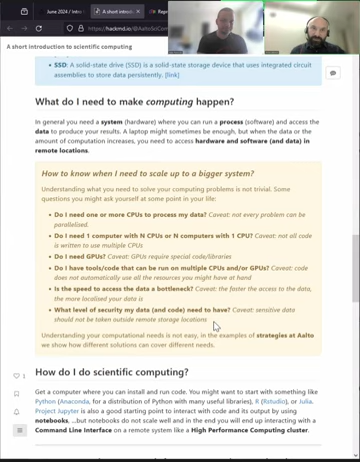 June 2024 / Intro
A short introd
Repre
https://hackmd.io/@AaltoSciCom
A short introduction to scientific computing
• SSD: A solid-state drive (SSD) is a solid-state storage device that uses integrated circuit
assemblies to store data persistently. [link]
What do I need to make computing happen?
In general you need a system (hardware) where you can run a process (software) and access the
data to produce your results. A laptop might sometimes be enough, but when the data or the
amount of computation increases, you need to access hardware and software (and data) in
remote locations.
How to know when I need to scale up to a bigger system?
Understanding what you need to solve your computing problems is not trivial. Some
questions you might ask yourself at some point in your life:
• Do I need one or more CPUs to process my data? Caveat: not every problem can be
parallelised.
• Do I need 1 computer with N CPUs or N computers with 1 CPU? Caveat: not all code
is written to use multiple CPUs
• Do I need GPUs? Caveat: GPUs require special code/libraries
• Do I have tools/code that can be run on multiple CPUs and/or GPUs? Caveat: code
does not automatically use all the resources you might have at hand
• Is the speed to access the data a bottleneck? Caveat: the faster the access to the data,
the more localised your data is
• What level of security my data (and code) need to have? Caveat: sensitive data
should not be taken outside remote storage locations
Understanding your computational needs is not easy, in the examples of strategies at Aalto
we show how different solutions can cover different needs.
How do I do scientific computing?
Get a computer where you can install and run code. You might want to start with something like
Python (Anaconda, for a distribution of Python with many useful libraries), R (Rstudio), or Julia.
Project Jupyter is also a good starting point to interact with code and its output by using
notebooks, ...but notebooks do not scale well and in the end you will end up interacting with a
Command Line Interface on a remote system like a High Performance Computing cluster.